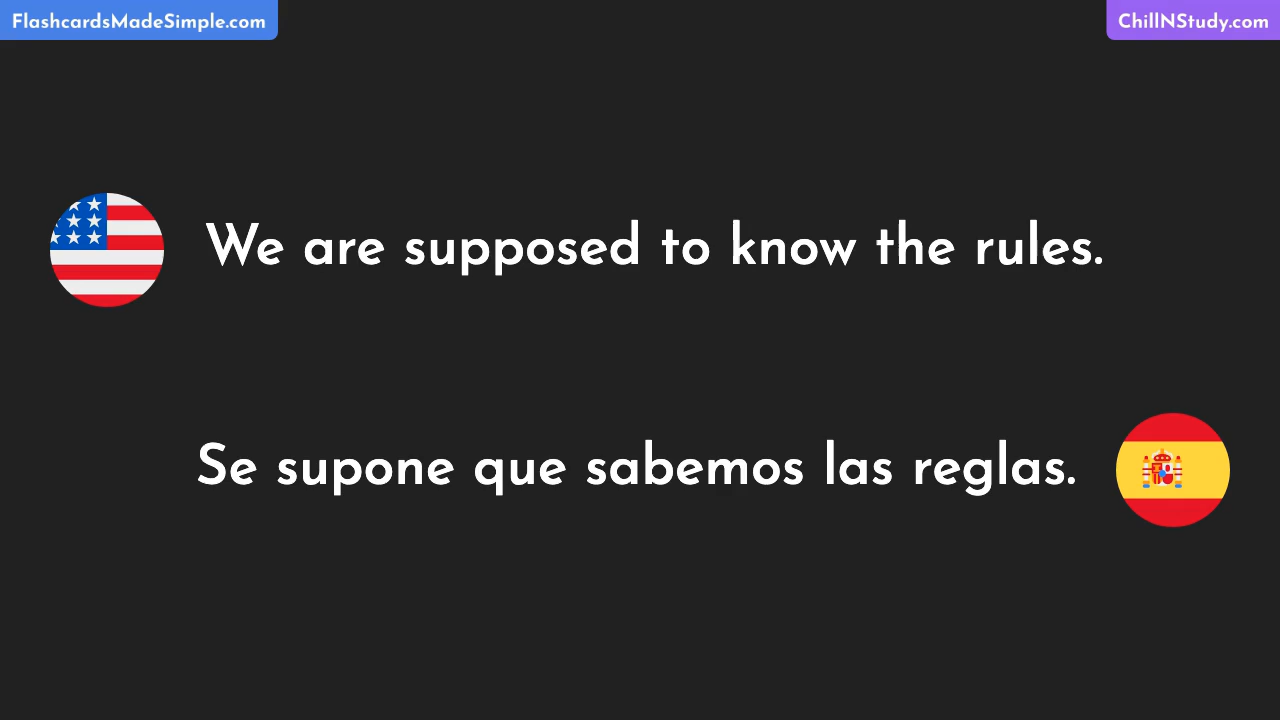 FlashcardsMadeSimple.com
ChillNStudy.com
We are supposed to know the rules.
Se supone que sabemos las reglas.